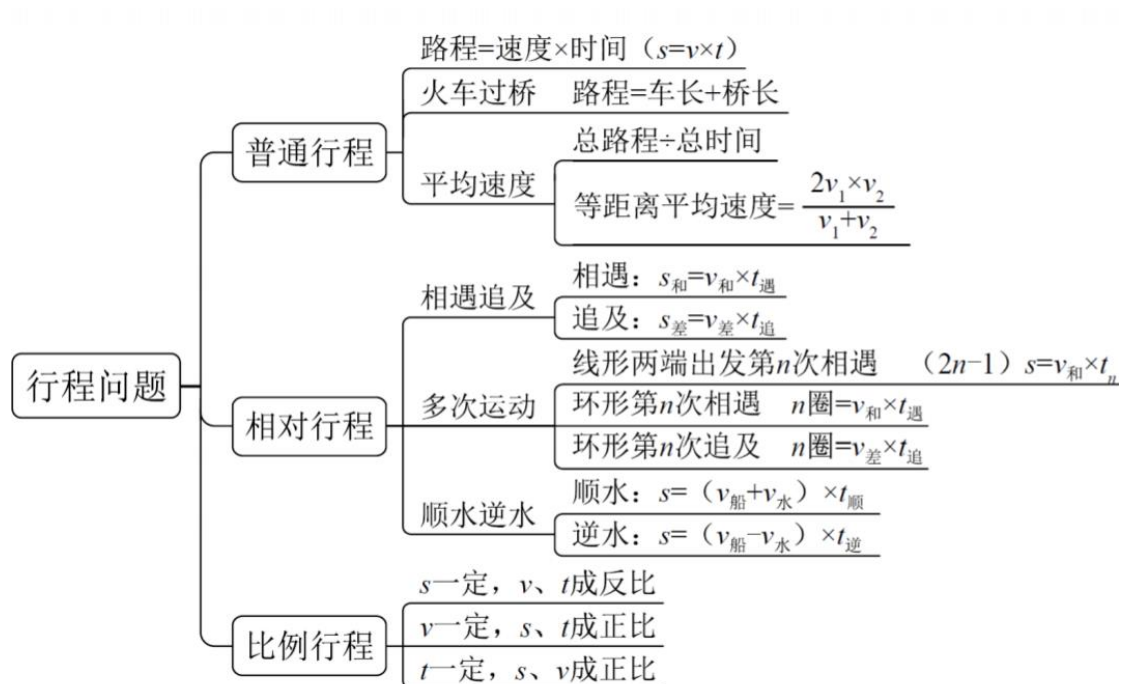 行程问题
普通行程
路程=速度×时间（s=v×t）
火车过桥 路程=车长+桥长
平均速度
总路程÷总时间
等距离平均速度= 2v₁×v₂ / v₁+v₂
相对行程
相遇追及
相遇：s和=v和×t遇
追及：s差=v差×t追
多次运动
线形两端出发第n次相遇 （2n-1）s=v和×tₙ
环形第n次相遇 n圈=v和×t遇
环形第n次追及 n圈=v差×t追
顺水逆水
顺水：s=（v船+v水）×t顺
逆水：s=（v船-v水）×t逆
比例行程
s一定，v、t成反比
v一定，s、t成正比
t一定，s、v成正比